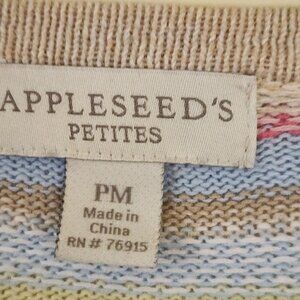 APPLESEED'S
PETITES
PM
Made in
China
RN # 76915